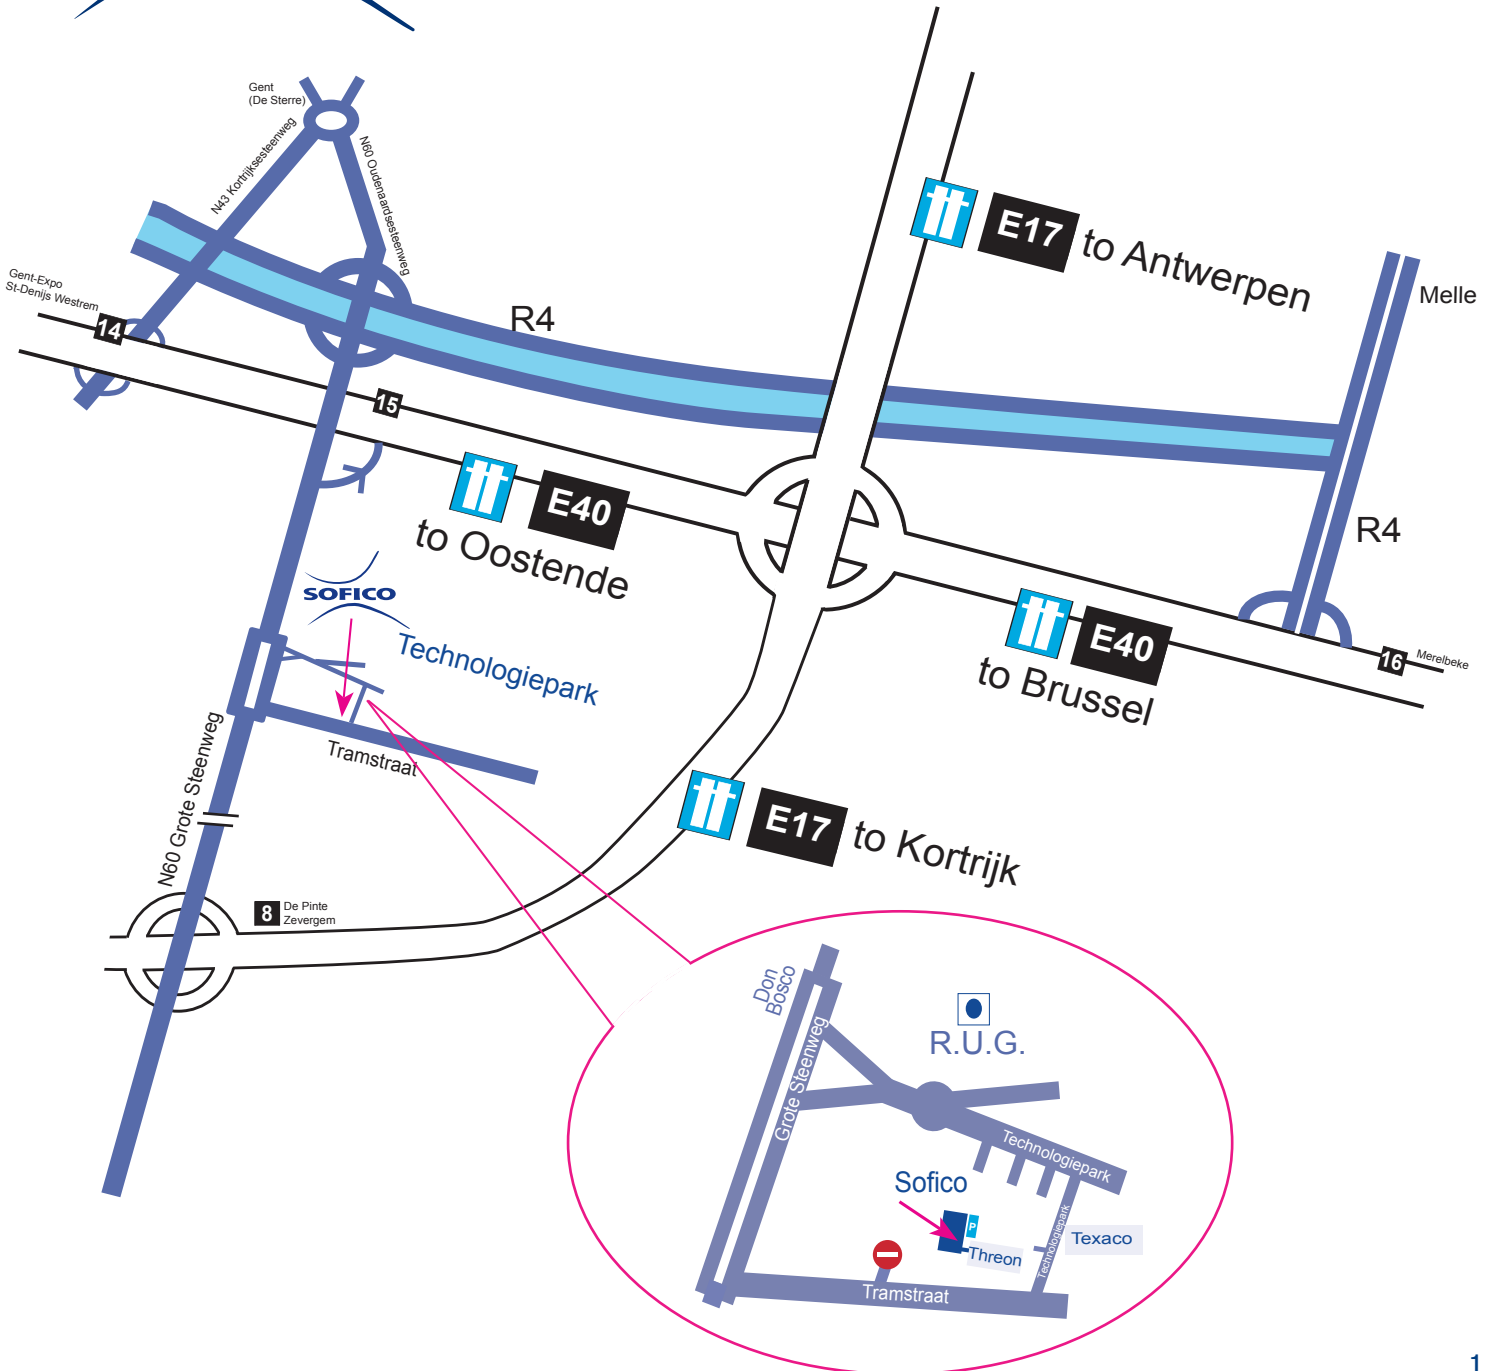 Gent
(De Sterre)
N43 Kortrijksesteenweg
N60 Oudenaardsesteenweg
E17 to Antwerpen
Gent-Expo
St-Denijs Westrem
14
R4
Melle
15
E40
to Oostende
R4
SOFICO
Technologiepark
E40
to Brussel
16
Merelbeke
Tramstraat
N60 Grote Steenweg
E17 to Kortrijk
8
De Pinte
Zevergem
Don
Bosco
R.U.G.
Grote Steenweg
Technologiepark
Sofico
P
Threon
Technologiepark
Texaco
Tramstraat
1